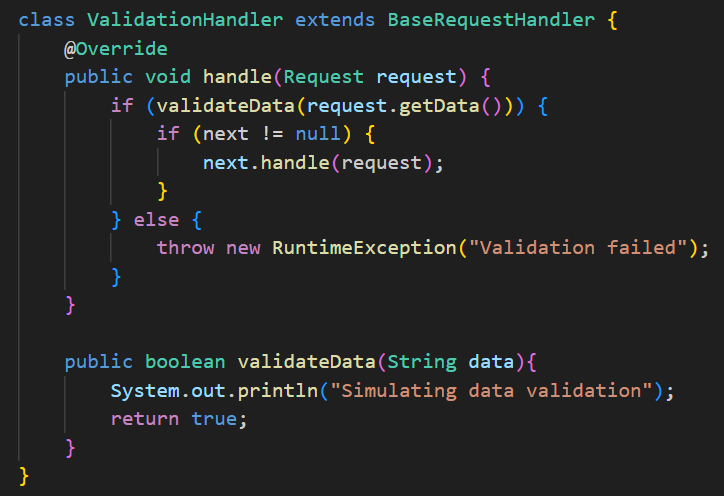 class ValidationHandler extends BaseRequestHandler {
    @Override
    public void handle(Request request) {
        if (validateData(request.getData())) {
            if (next != null) {
                next.handle(request);
            }
        } else {
            throw new RuntimeException("Validation failed");
        }
    }

    public boolean validateData(String data){
        System.out.println("Simulating data validation");
        return true;
    }
}